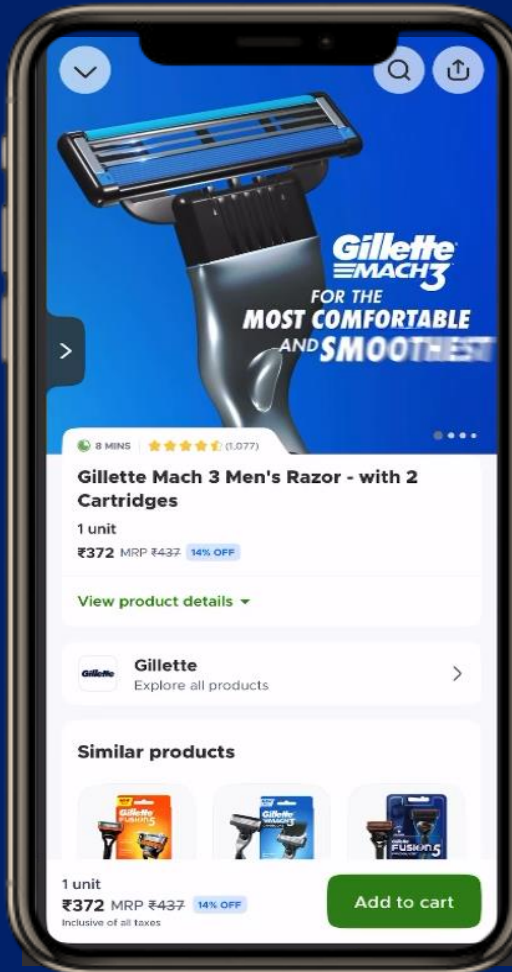 Gillette
MACH3
FOR THE
MOST COMFORTABLE
AND SMOOTHEST
8 MINS (1,077)
Gillette Mach 3 Men's Razor - with 2
Cartridges
1 unit
₹372 MRP ₹437 14% OFF
View product details
Gillette
Gillette
Explore all products
Similar products
Gillette
FUSION5
Gillette
MACH3
FUSION5
1 unit
₹372 MRP ₹437 14% OFF
Inclusive of all taxes
Add to cart